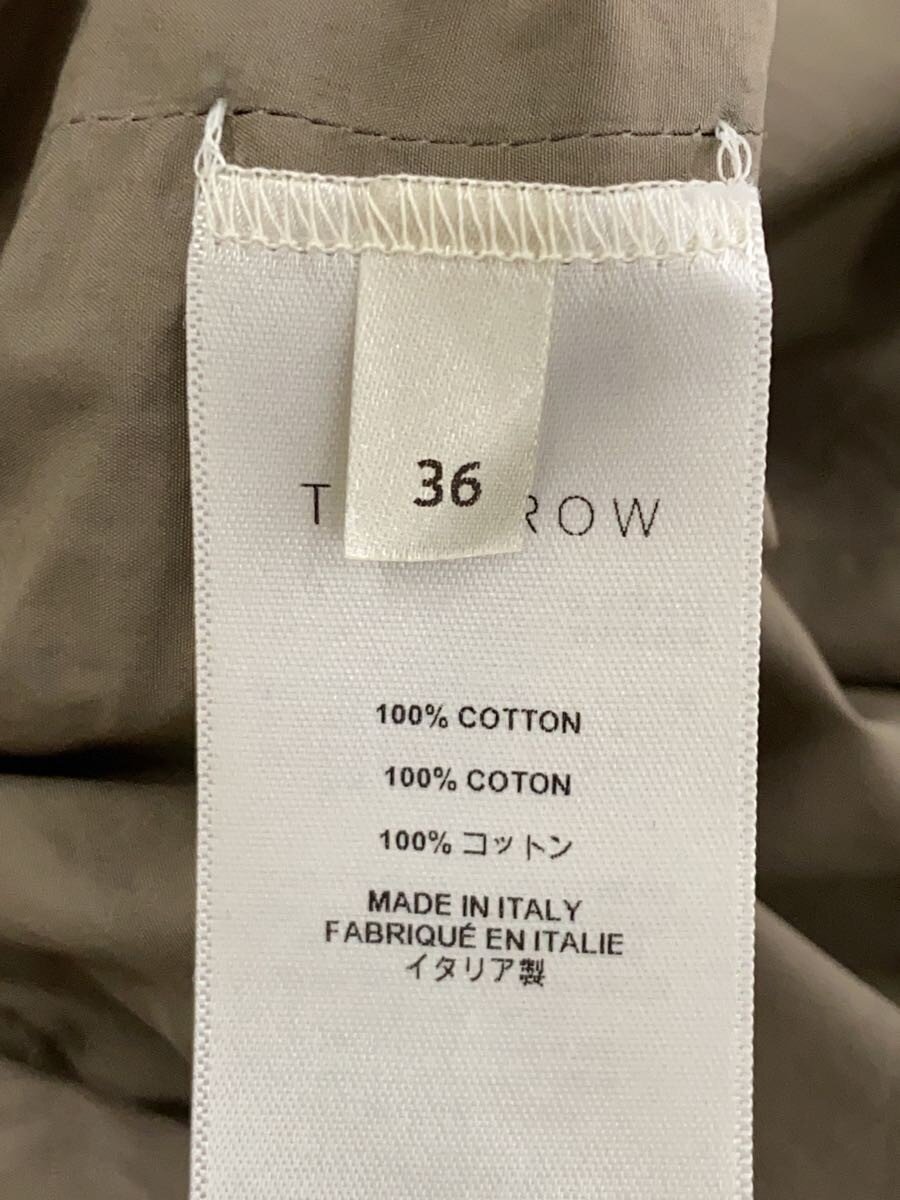 36
T ROW
100% COTTON
100% COTON
100% コットン
MADE IN ITALY
FABRIQUÉ EN ITALIE
イタリア製